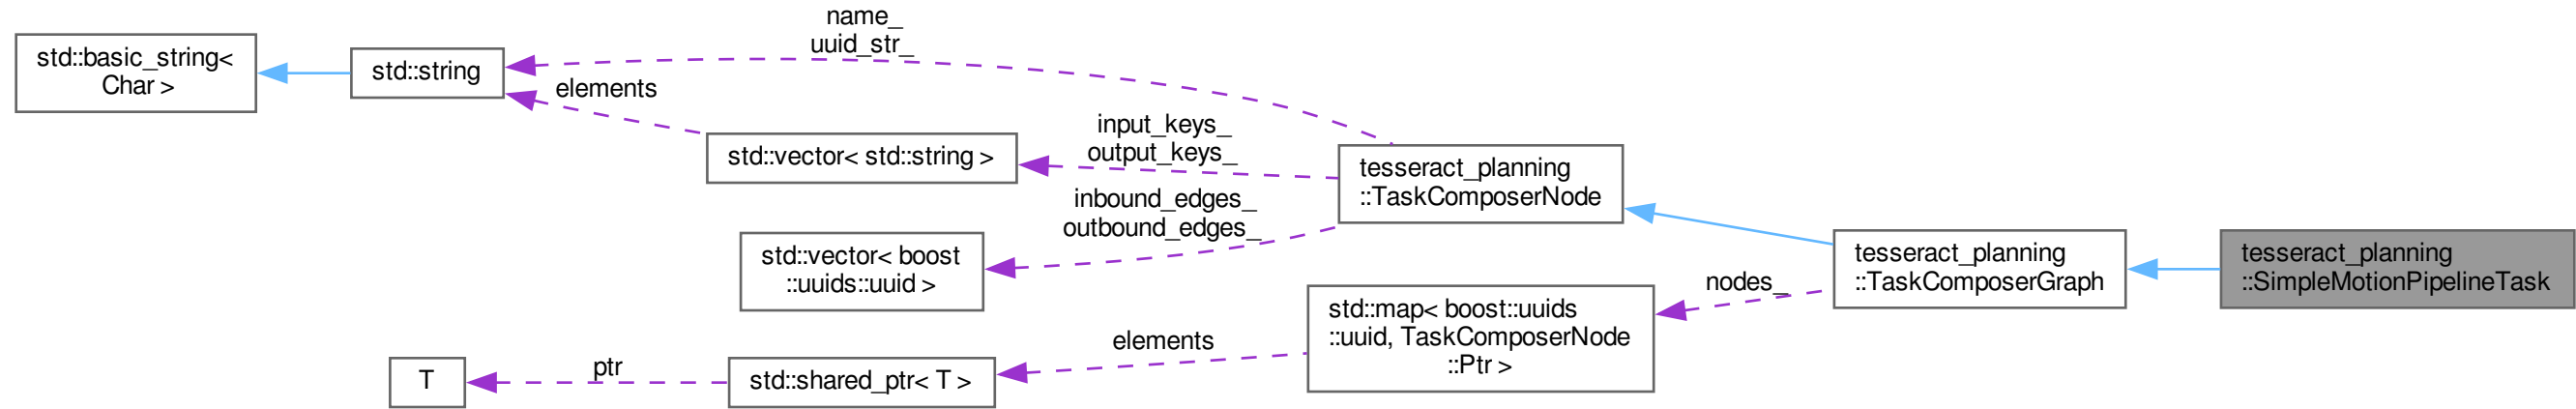 name_
uuid_str_
std::basic_string<
Char >
std::string
elements
std::vector< std::string >
input_keys_
output_keys_
tesseract_planning
::TaskComposerNode
inbound_edges_
outbound_edges_
std::vector< boost
::uuids::uuid >
tesseract_planning
::TaskComposerGraph
tesseract_planning
::SimpleMotionPipelineTask
nodes_
std::map< boost::uuids
::uuid, TaskComposerNode
::Ptr >
elements
std::shared_ptr< T >
ptr
T